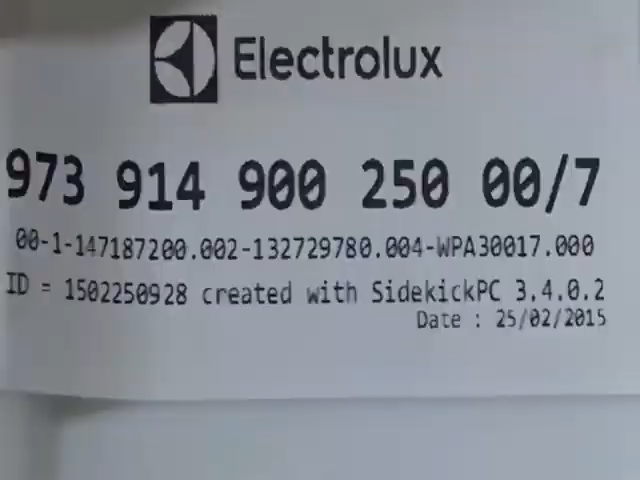 Electrolux
973 914 900 250 00/7
00-1-147187200.002-132729780.004-WPA30017.000
ID = 1502250928 created with SidekickPC 3.4.0.2
Date : 25/02/2015